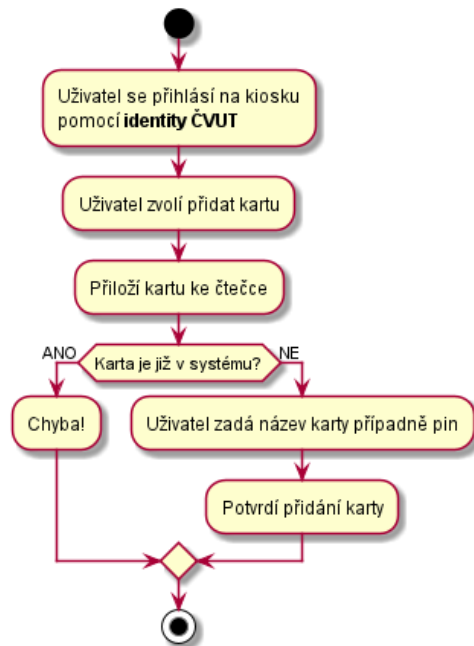 Uživatel se přihlásí na kiosku
pomocí identity ČVUT
Uživatel zvolí přidat kartu
Přiloží kartu ke čtečce
ANO
Karta je již v systému?
NE
Chyba!
Uživatel zadá název karty případně pin
Potvrdí přidání karty